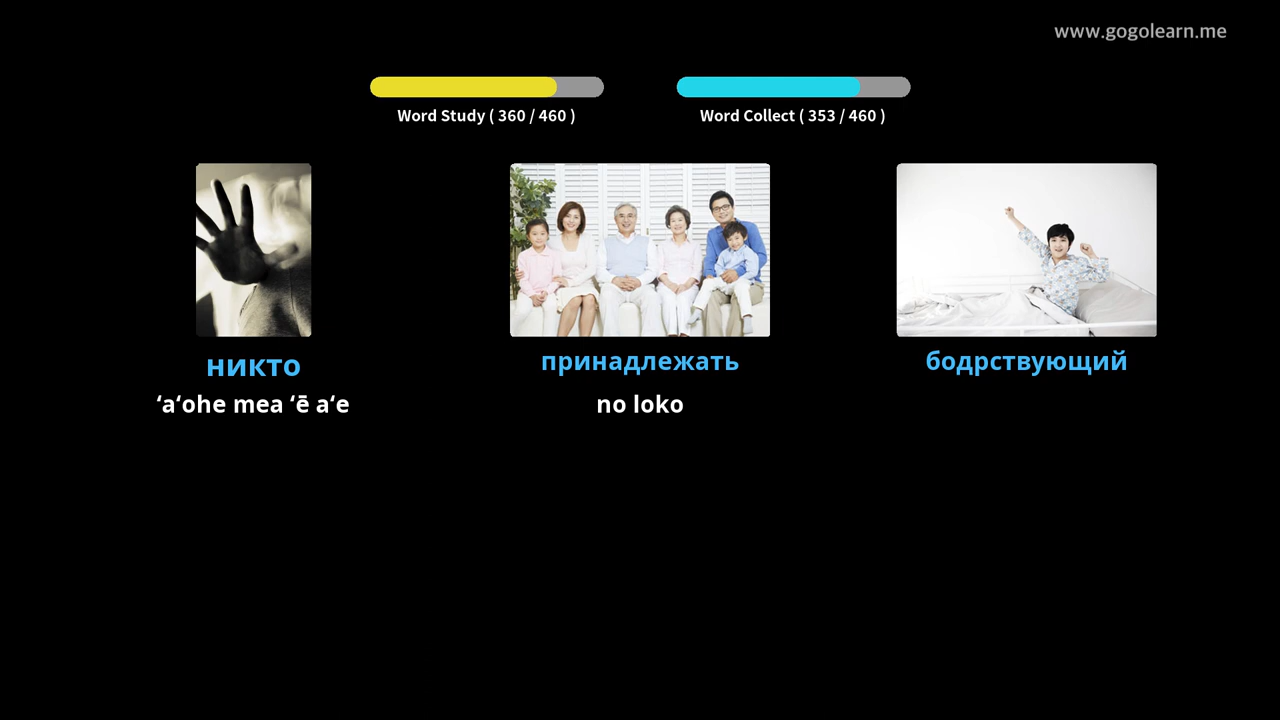 www.gogolearn.me
Word Study ( 360 / 460 )
Word Collect ( 353 / 460 )
никто
принадлежать
бодрствующий
ʻaʻohe mea ʻē aʻe
no loko